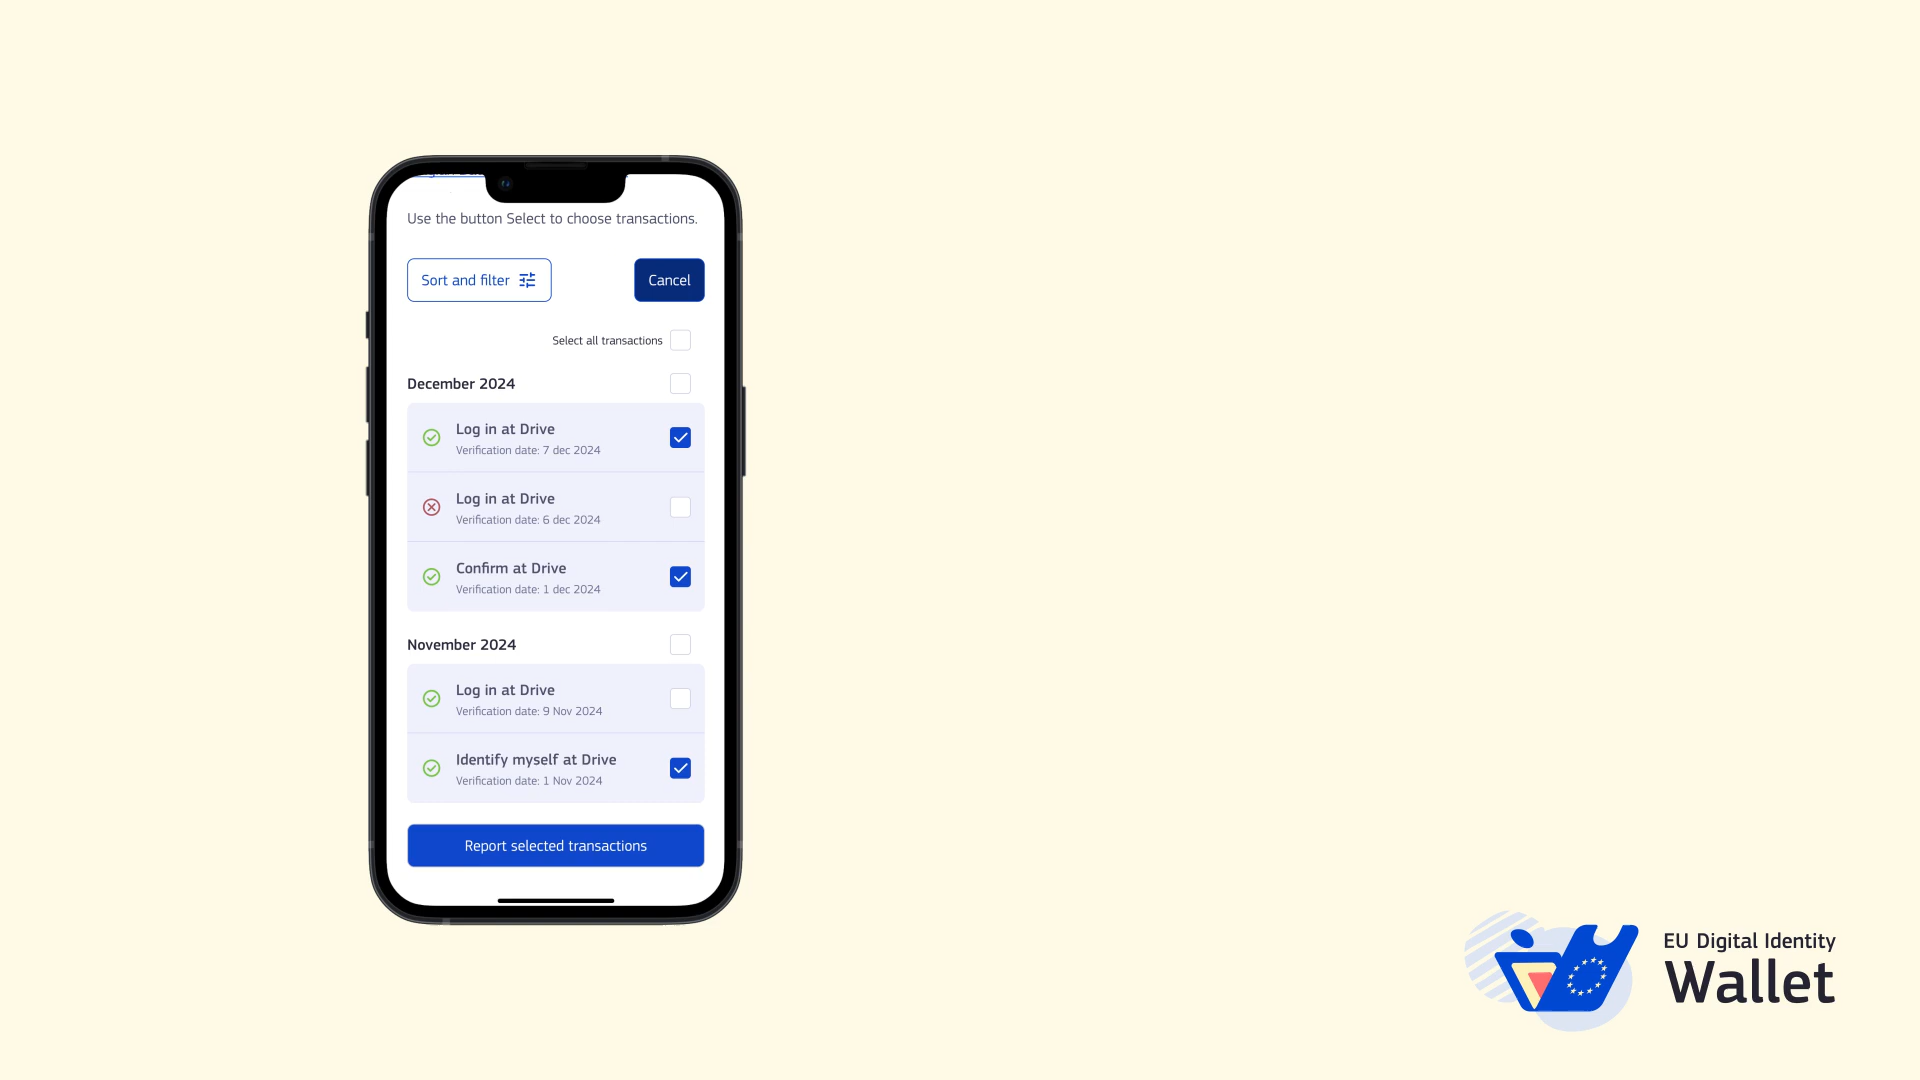 Use the button Select to choose transactions.
Sort and filter
Cancel
Select all transactions
December 2024
Log in at Drive
Verification date: 7 dec 2024
Log in at Drive
Verification date: 6 dec 2024
Confirm at Drive
Verification date: 1 dec 2024
November 2024
Log in at Drive
Verification date: 9 Nov 2024
Identify myself at Drive
Verification date: 1 Nov 2024
Report selected transactions
EU Digital Identity
Wallet